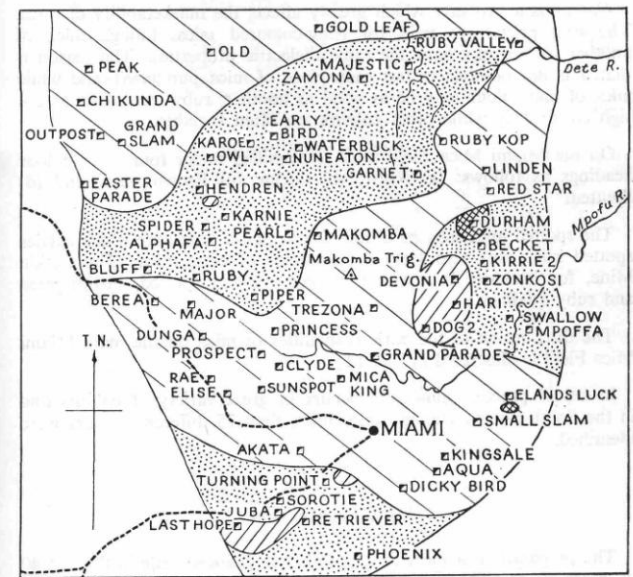 GOLD LEAF
RUBY VALLEY
OLD
MAJESTIC
PEAK
ZAMONA
Dete R.
CHIKUNDA
EARLY
BIRD
OUTPOST
GRAND
SLAM
KAROE
OWL
WATERBUCK
NUNEATON
RUBY KOP
GARNET
LINDEN
EASTER
PARADE
HENDREN
RED STAR
Mpofu R.
KARNIE
SPIDER
DURHAM
ALPHAFA
PEARL
MAKOMBA
BECKET
Makomba Trig.
KIRRIE 2
BLUFF
RUBY
DEVONIA
ZONKOSI
BEREA
MAJOR
PIPER
TREZONA
HARI
SWALLOW
T. N.
DUNGA
PRINCESS
DOG 2
MPOFFA
PROSPECT
GRAND PARADE
CLYDE
RAE
ELISE
SUNSPOT
MICA
KING
ELANDS LUCK
MIAMI
SMALL SLAM
AKATA
KINGSALE
AQUA
TURNING POINT
DICKY BIRD
SOROTIE
JUBA
LAST HOPE
RETRIEVER
PHOENIX